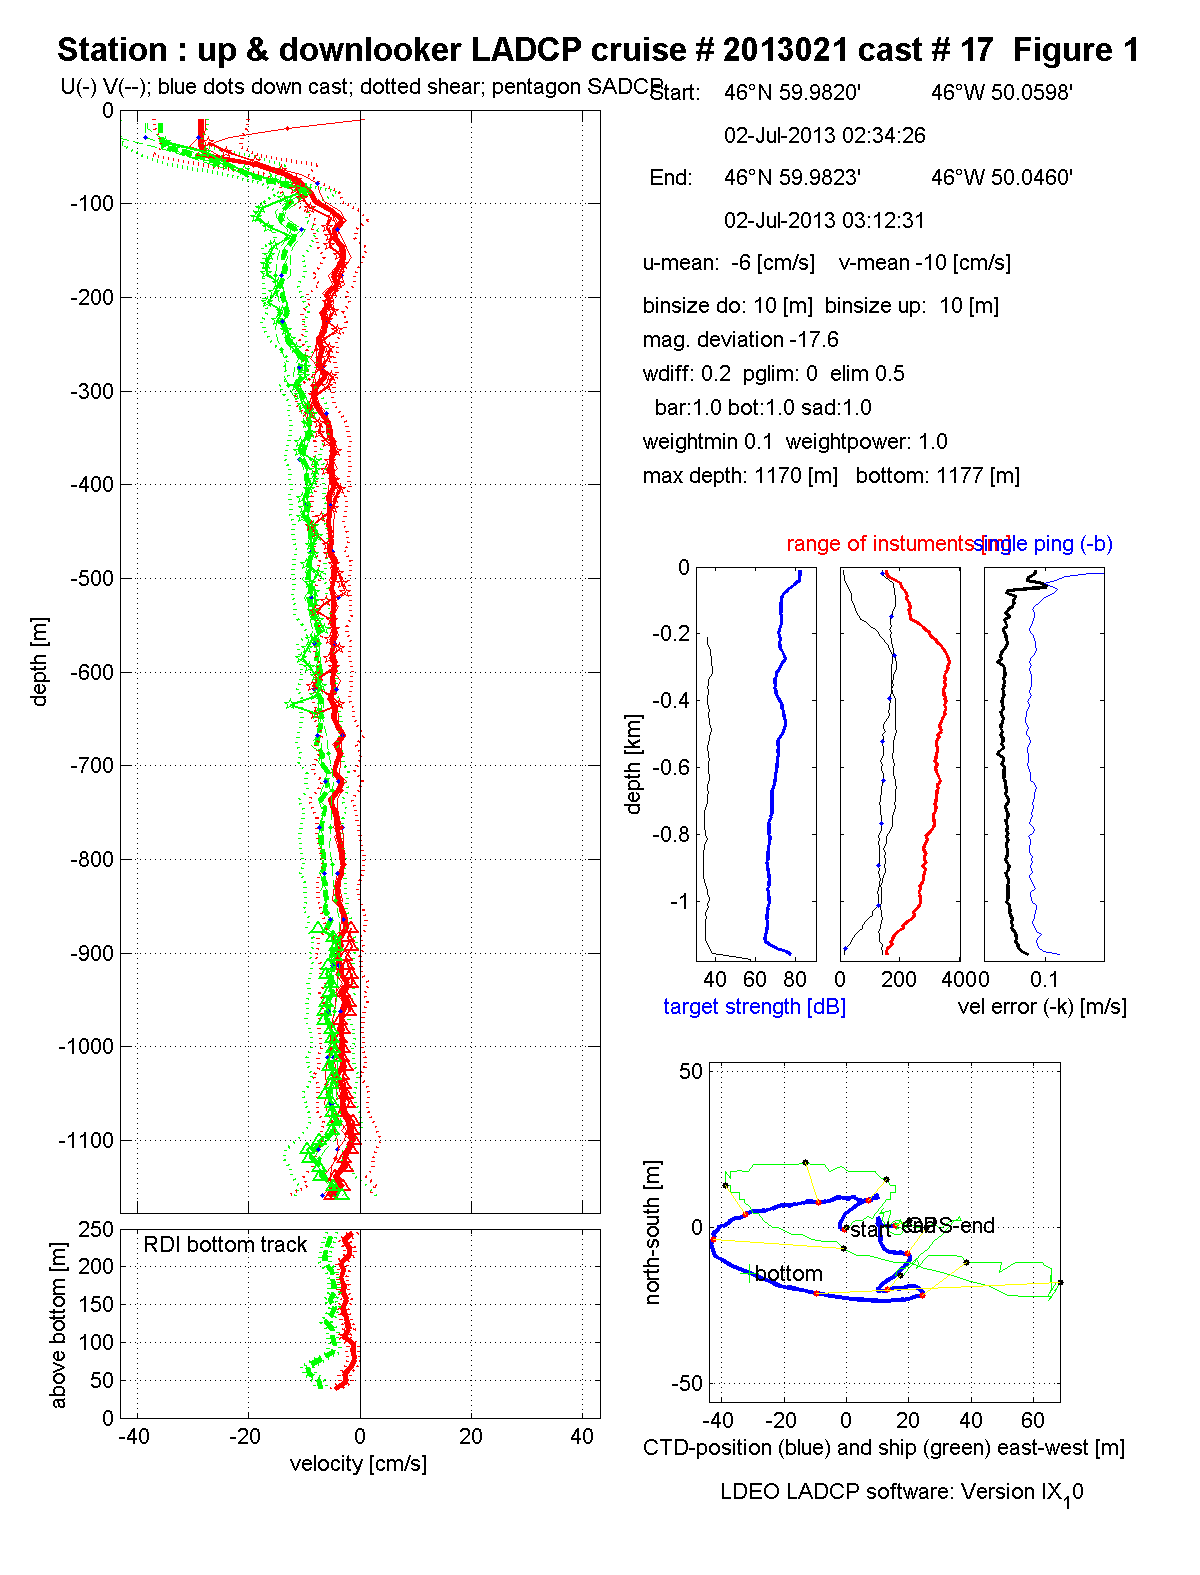 Station : up & downlooker LADCP cruise # 2013021 cast # 17  Figure 1
U(-) V(--); blue dots down cast; dotted shear; pentagon SADCP
Start: 46°N 59.9820' 46°W 50.0598'
02-Jul-2013 02:34:26
End: 46°N 59.9823' 46°W 50.0460'
02-Jul-2013 03:12:31
u-mean: -6 [cm/s] v-mean -10 [cm/s]
binsize do: 10 [m] binsize up: 10 [m]
mag. deviation -17.6
wdiff: 0.2 pglim: 0 elim 0.5
bar:1.0 bot:1.0 sad:1.0
weightmin 0.1 weightpower: 1.0
max depth: 1170 [m] bottom: 1177 [m]
0
-100
-200
-300
-400
-500
-600
-700
-800
-900
-1000
-1100
depth [m]
RDI bottom track
250
200
150
100
50
0
above bottom [m]
-40 -20 0 20 40
velocity [cm/s]
range of instuments [m]
single ping (-b)
0
-0.2
-0.4
-0.6
-0.8
-1
depth [km]
40 60 80
0 200 400
0 0.1
target strength [dB]
vel error (-k) [m/s]
50
0
-50
north-south [m]
start
end
GPS-end
bottom
-40 -20 0 20 40 60
CTD-position (blue) and ship (green) east-west [m]
LDEO LADCP software: Version IX10